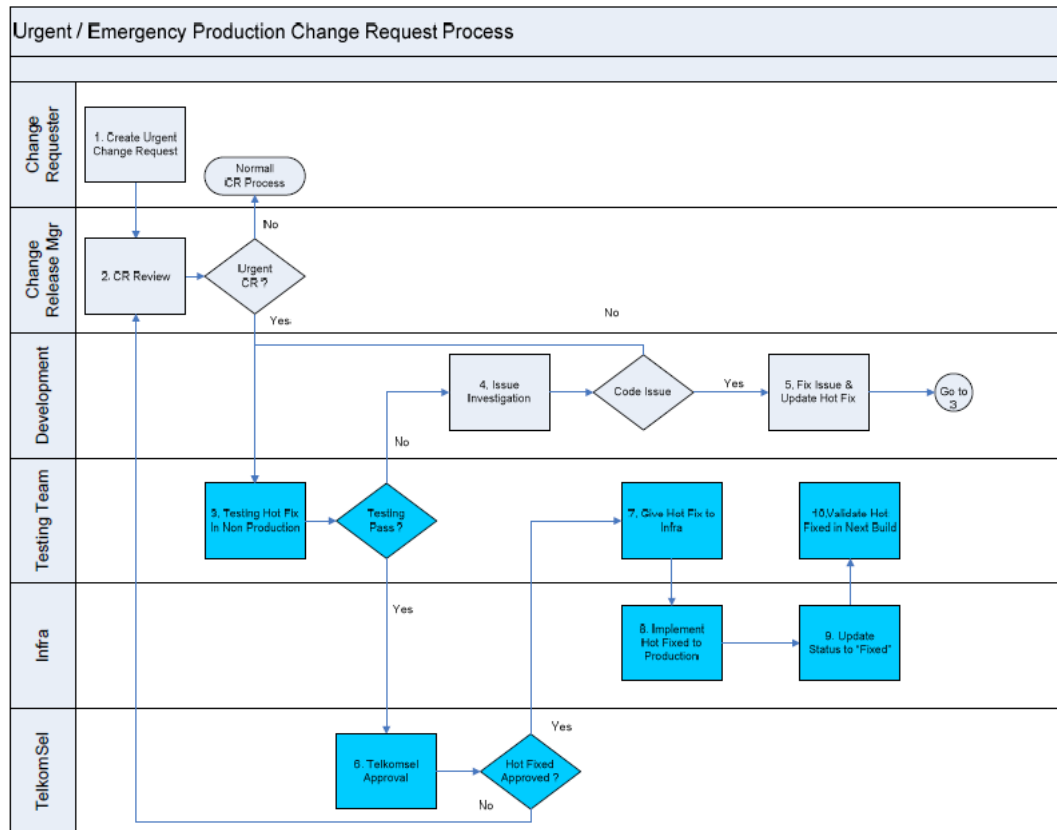 Urgent / Emergency Production Change Request Process
Change
Requester
1. Create Urgent
Change Request
Normall
CR Process
No
Change
Release Mgr
2. CR Review
Urgent
CR ?
Yes
No
Development
4. Issue
Investigation
Code Issue
Yes
5. Fix Issue &
Update Hot Fix
Go to
3
No
Testing Team
3. Testing Hot Fix
In Non Production
Testing
Pass ?
7. Give Hot Fix to
Infra
10.Validate Hot
Fixed in Next Build
Yes
Infra
8. Implement
Hot Fixed to
Production
9. Update
Status to "Fixed"
TelkomSel
Yes
6. Telkomsel
Approval
Hot Fixed
Approved ?
No